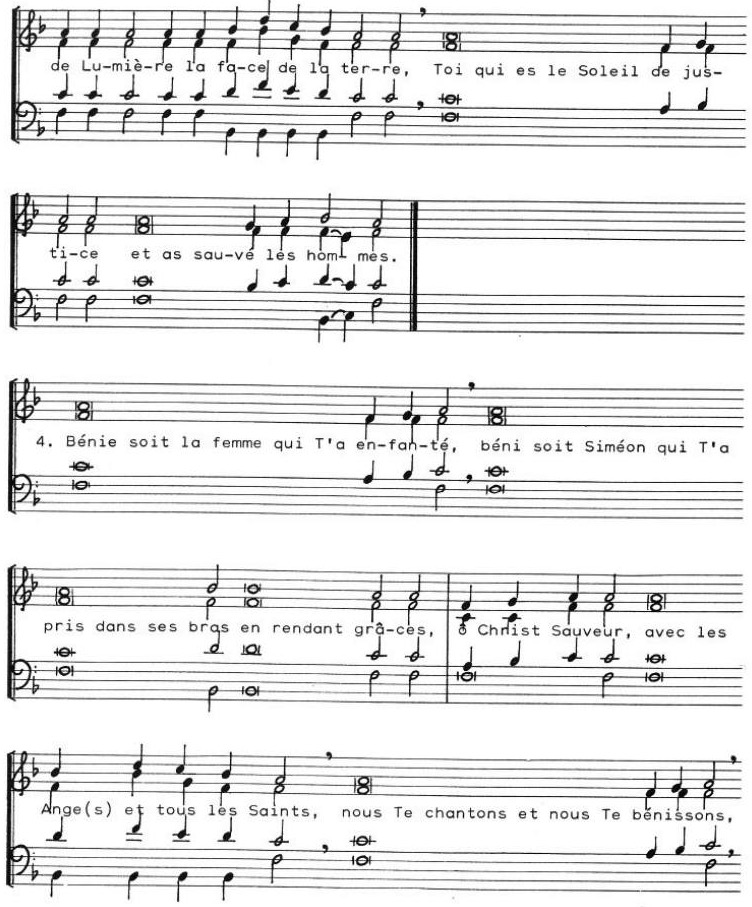 de Lu-miè-re la fa-ce de la ter-re, Toi qui es le Soleil de jus-
ti-ce et as sau-vé les hom- mes.
4. Bénie soit la femme qui T'a en-fan-té, béni soit Siméon qui T'a
pris dans ses bras en rendant grâ-ces, ô Christ Sauveur, avec les
Ange(s) et tous les Saints, nous Te chantons et nous Te bénissons,